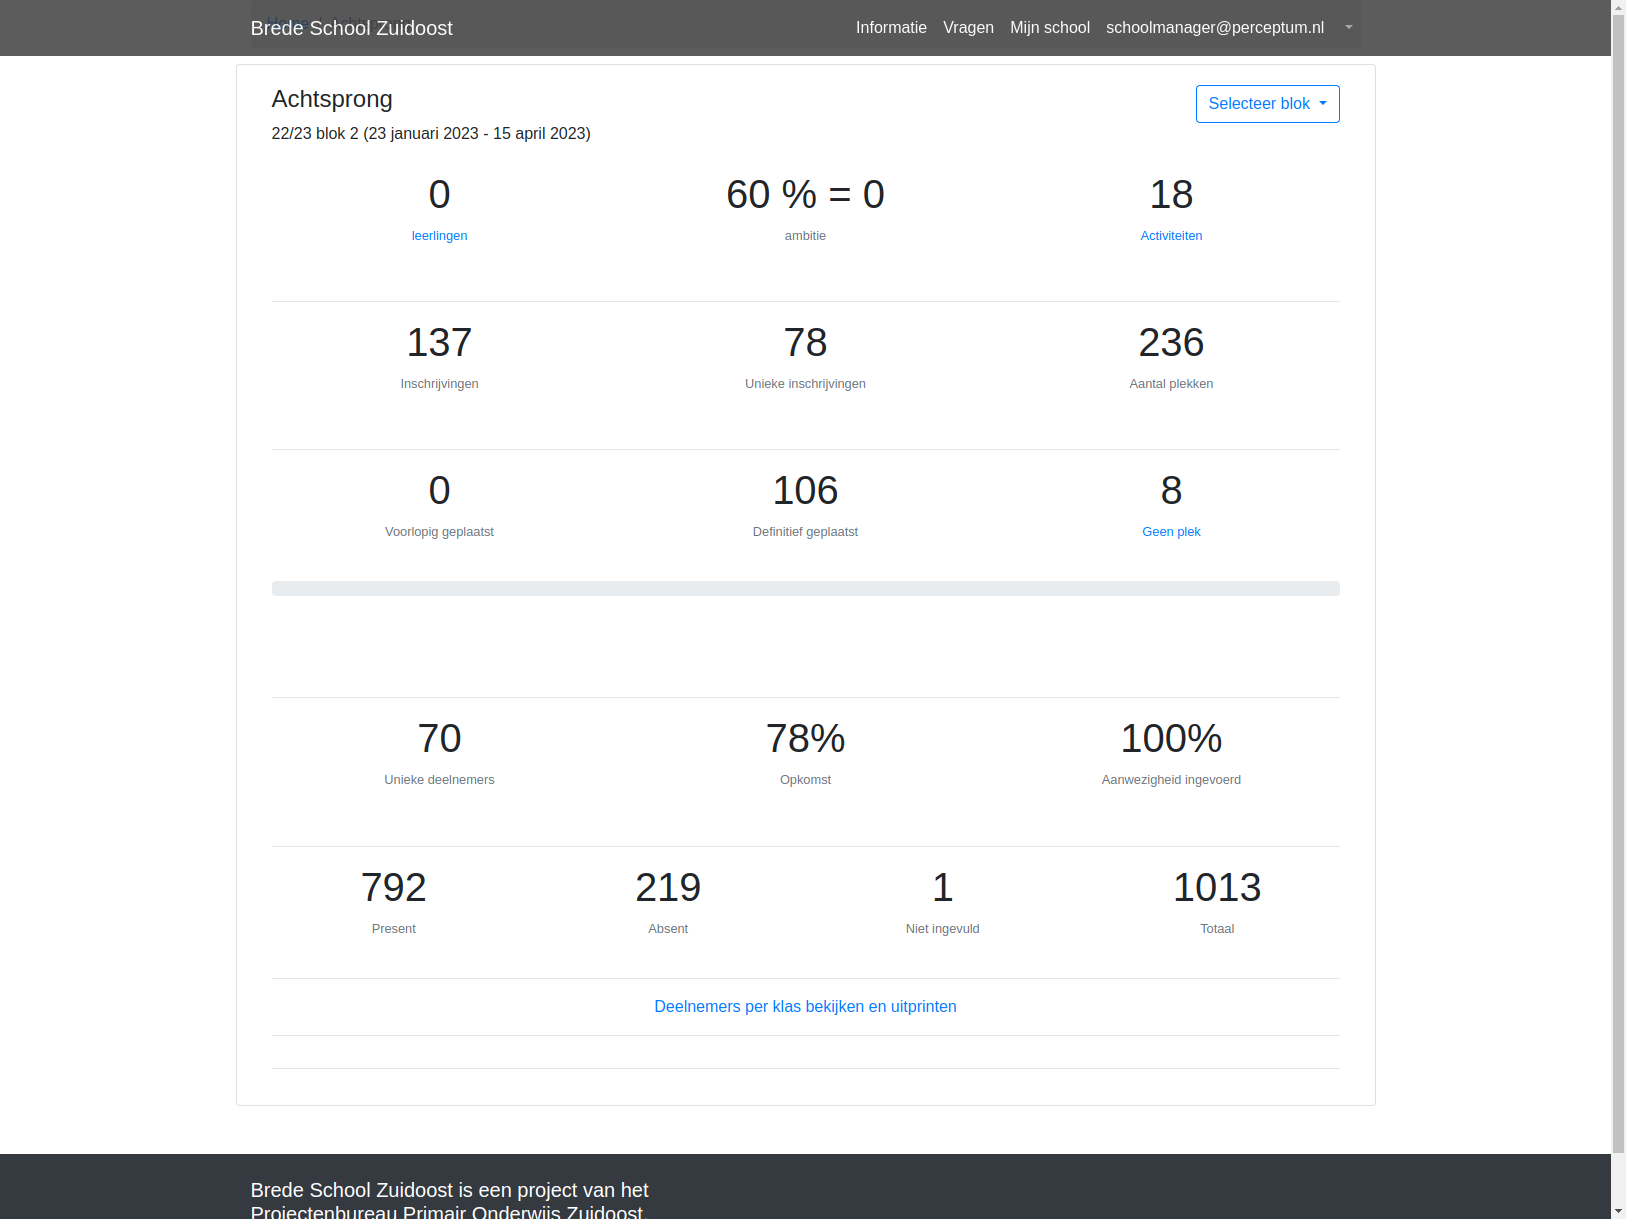 Brede School Zuidoost
Informatie Vragen Mijn school schoolmanager@perceptum.nl
Achtsprong
Selecteer blok
22/23 blok 2 (23 januari 2023 - 15 april 2023)
0 60 % = 0 18
leerlingen ambitie Activiteiten
137 78 236
Inschrijvingen Unieke inschrijvingen Aantal plekken
0 106 8
Voorlopig geplaatst Definitief geplaatst Geen plek
70 78% 100%
Unieke deelnemers Opkomst Aanwezigheid ingevoerd
792 219 1 1013
Present Absent Niet ingevuld Totaal
Deelnemers per klas bekijken en uitprinten
Brede School Zuidoost is een project van het
Projectenbureau Primair Onderwijs Zuidoost.